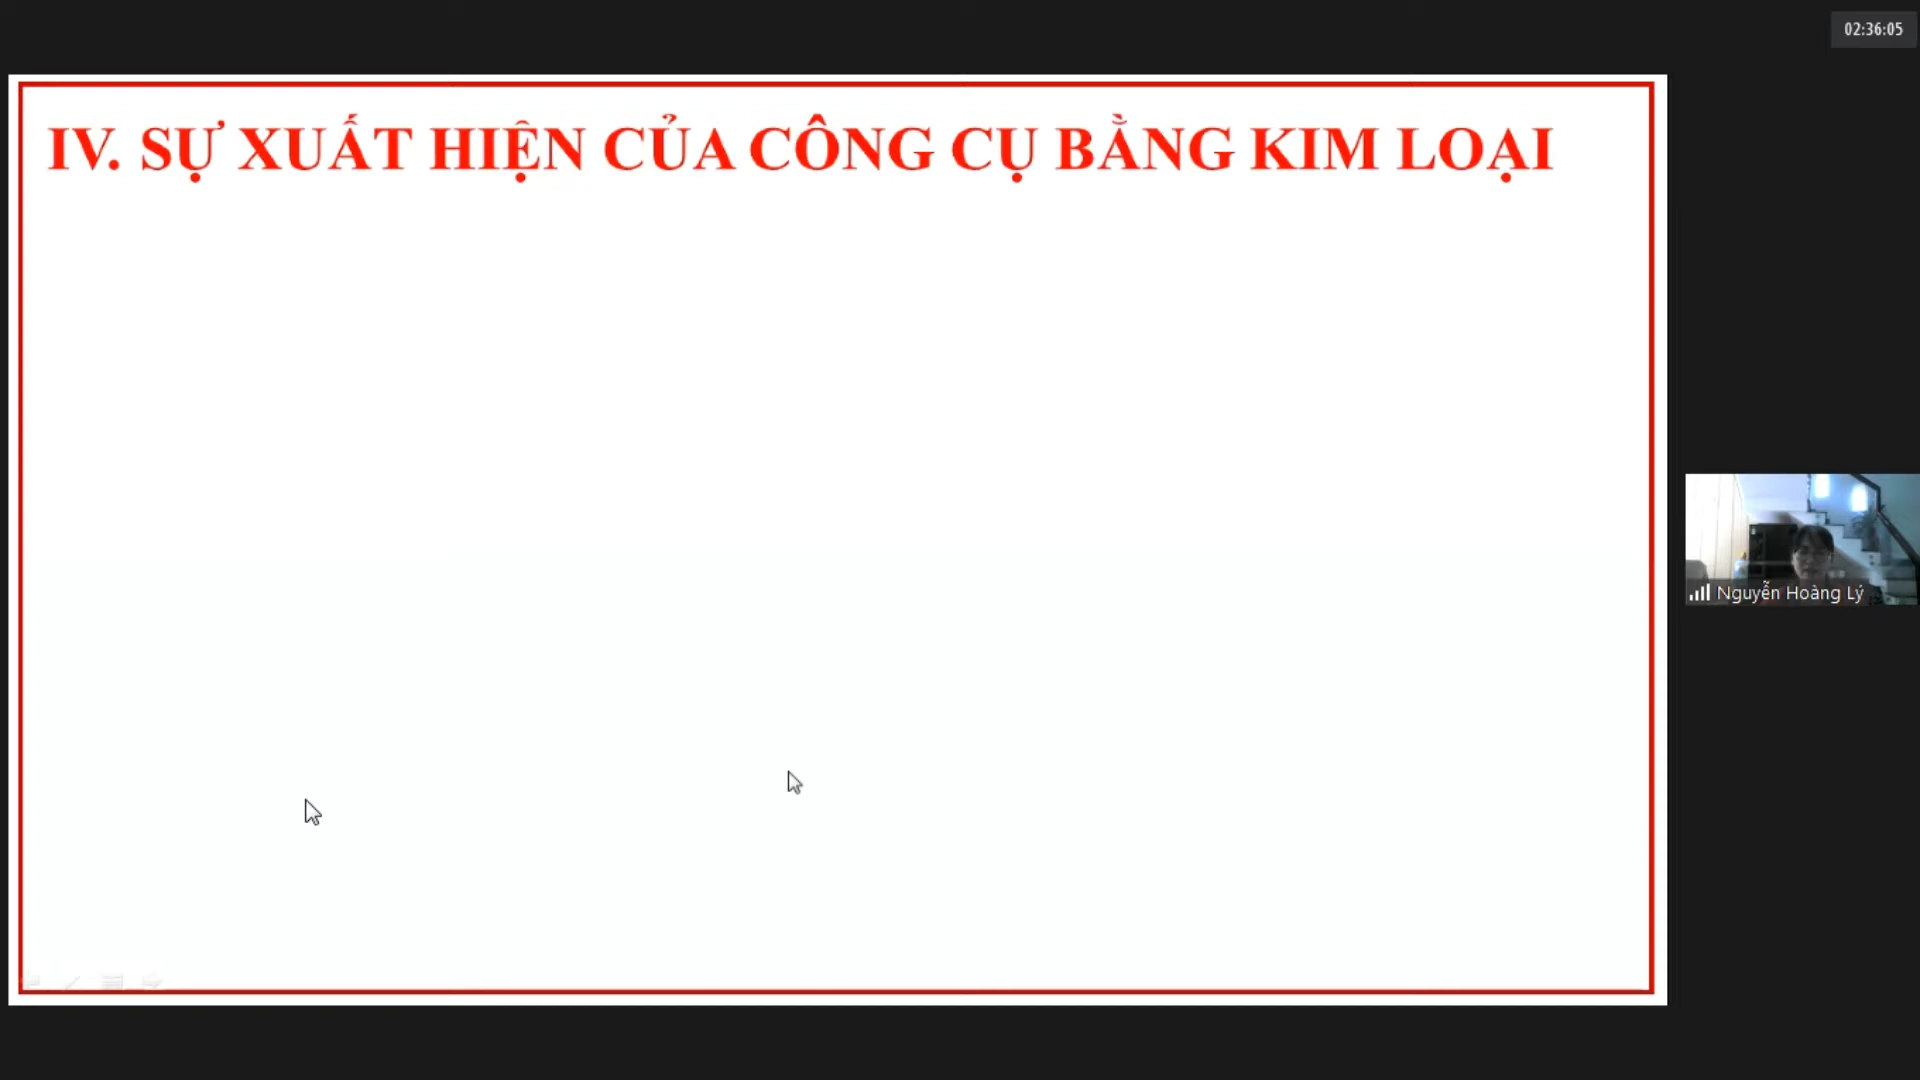 02:36:05
IV. SỰ XUẤT HIỆN CỦA CÔNG CỤ BẰNG KIM LOẠI
Nguyễn Hoàng Lý